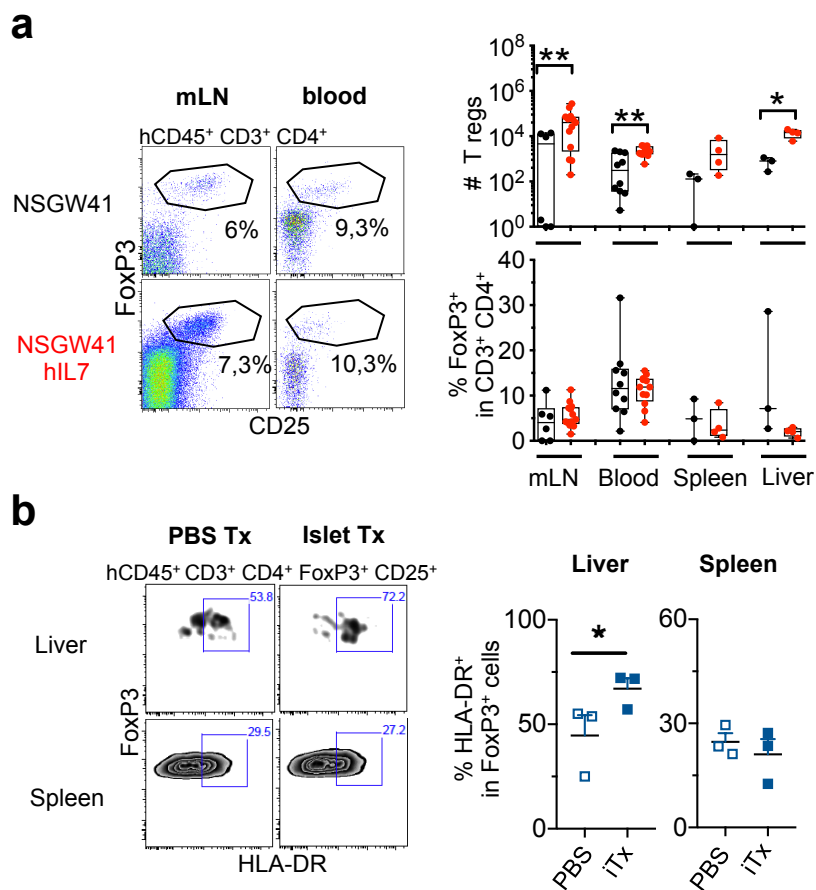 a
mLN
blood
hCD45⁺ CD3⁺ CD4⁺
NSGW41
6%
9,3%
NSGW41
hIL7
7,3%
10,3%
FoxP3
CD25
# T regs
10⁸
10⁶
10⁴
10²
10⁰
**
**
*
% FoxP3⁺
in CD3⁺ CD4⁺
40
30
20
10
0
mLN
Blood
Spleen
Liver
b
PBS Tx
Islet Tx
hCD45⁺ CD3⁺ CD4⁺ FoxP3⁺ CD25⁺
Liver
53.8
72.2
Spleen
29.5
27.2
FoxP3
HLA-DR
Liver
Spleen
% HLA-DR⁺
in FoxP3⁺ cells
100
50
0
*
PBS
iTx
60
30
0
PBS
iTx